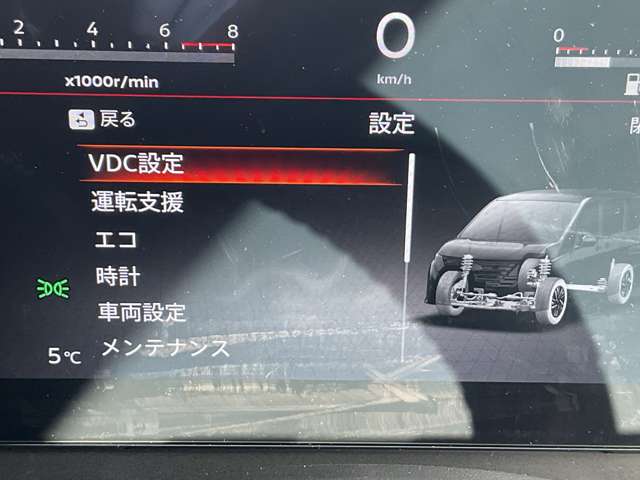 2 4 6 8
0
0
x1000r/min
km/h
戻る
設定
閉
VDC設定
運転支援
エコ
時計
車両設定
5℃
メンテナンス